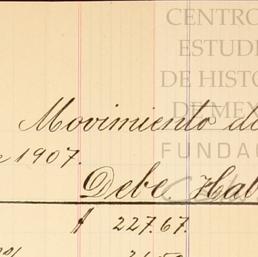 CENTRO
ESTUDI
DE HISTO
DE MEX
FUNDAC
Movimiento de
1907.
Debe Hab
227.67.